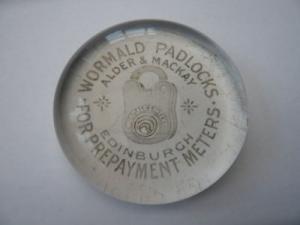 WORMALD PADLOCKS
ALDER & MACKAY
EDINBURGH
· FOR PREPAYMENT METERS ·